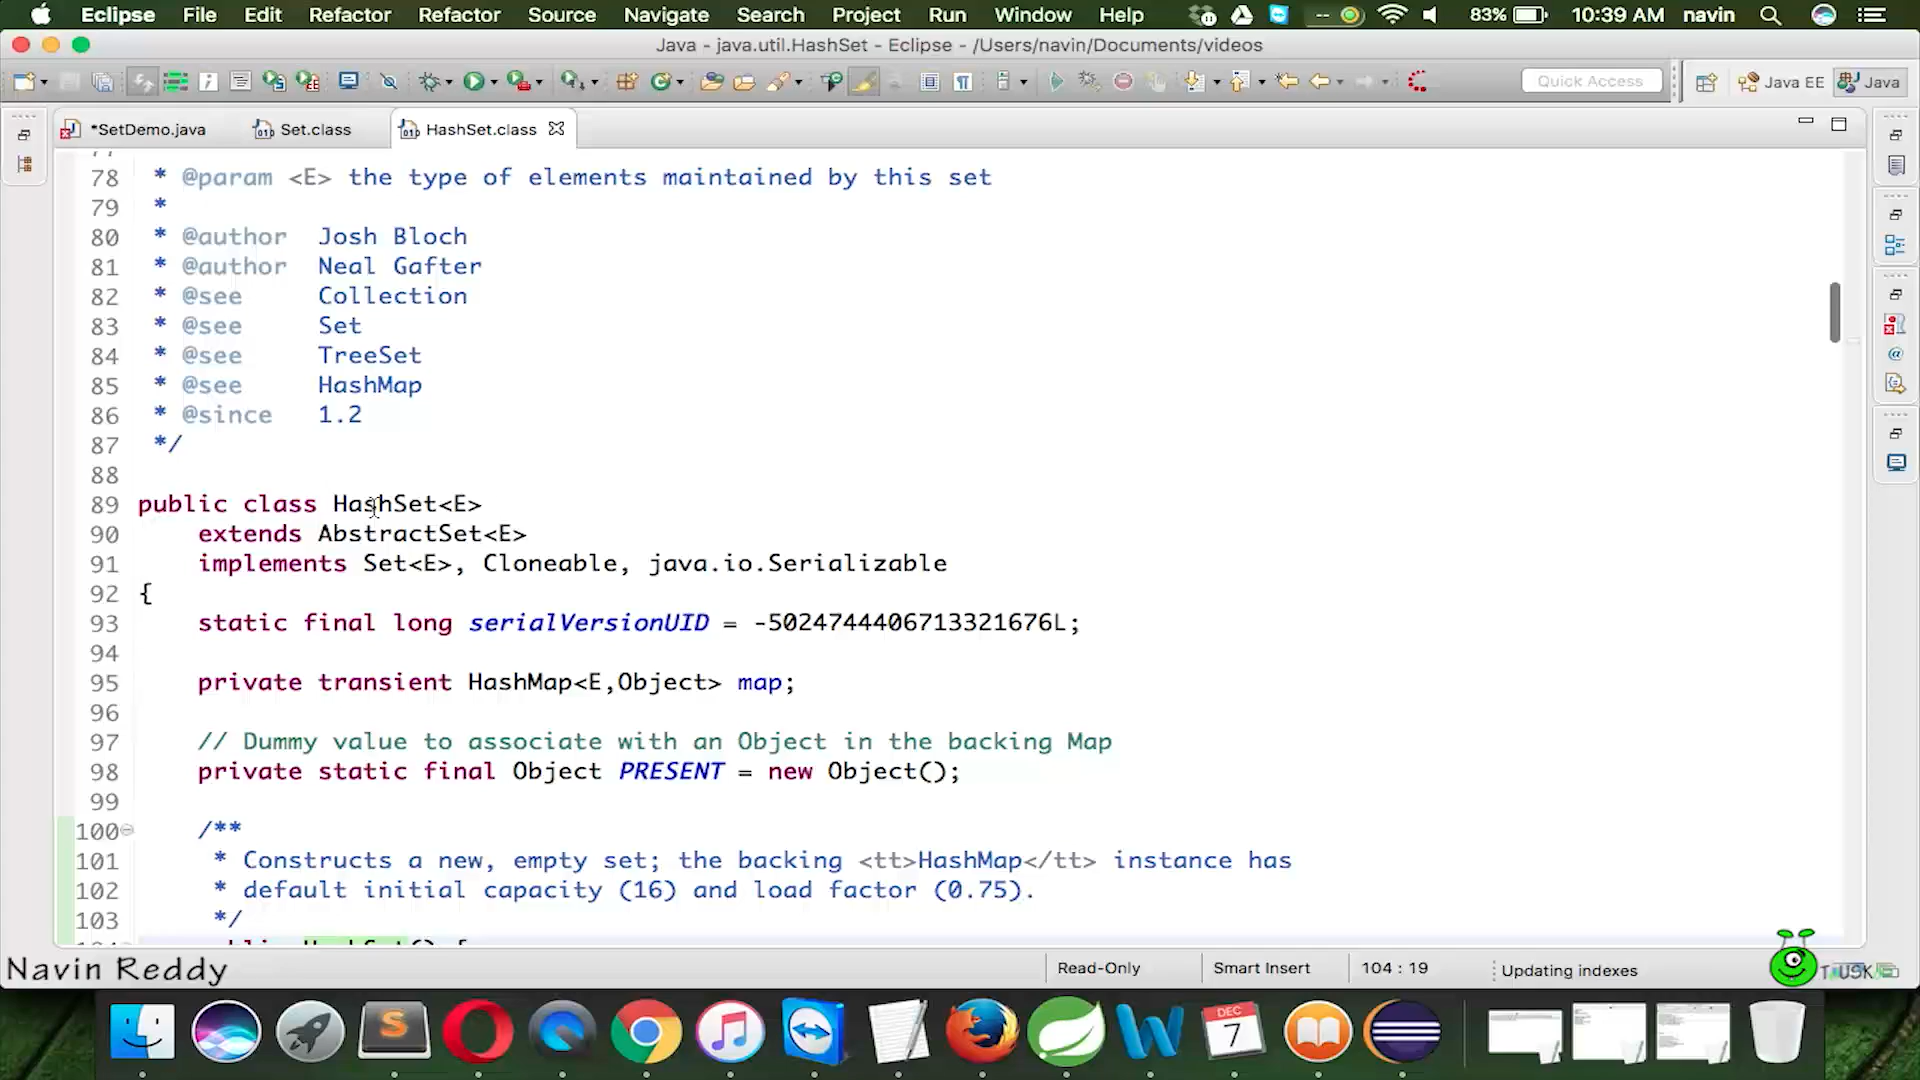 Eclipse File Edit Refactor Refactor Source Navigate Search Project Run Window Help 83% 10:39 AM navin
Java - java.util.HashSet - Eclipse - /Users/navin/Documents/videos
Quick Access Java EE Java
*SetDemo.java Set.class HashSet.class
78 * @param <E> the type of elements maintained by this set
79 *
80 * @author Josh Bloch
81 * @author Neal Gafter
82 * @see Collection
83 * @see Set
84 * @see TreeSet
85 * @see HashMap
86 * @since 1.2
87 */
88
89 public class HashSet<E>
90 extends AbstractSet<E>
91 implements Set<E>, Cloneable, java.io.Serializable
92 {
93 static final long serialVersionUID = -5024744406713321676L;
94
95 private transient HashMap<E,Object> map;
96
97 // Dummy value to associate with an Object in the backing Map
98 private static final Object PRESENT = new Object();
99
100 /**
101 * Constructs a new, empty set; the backing <tt>HashMap</tt> instance has
102 * default initial capacity (16) and load factor (0.75).
103 */
Navin Reddy Read-Only Smart Insert 104 : 19 Updating indexes
DEC
7